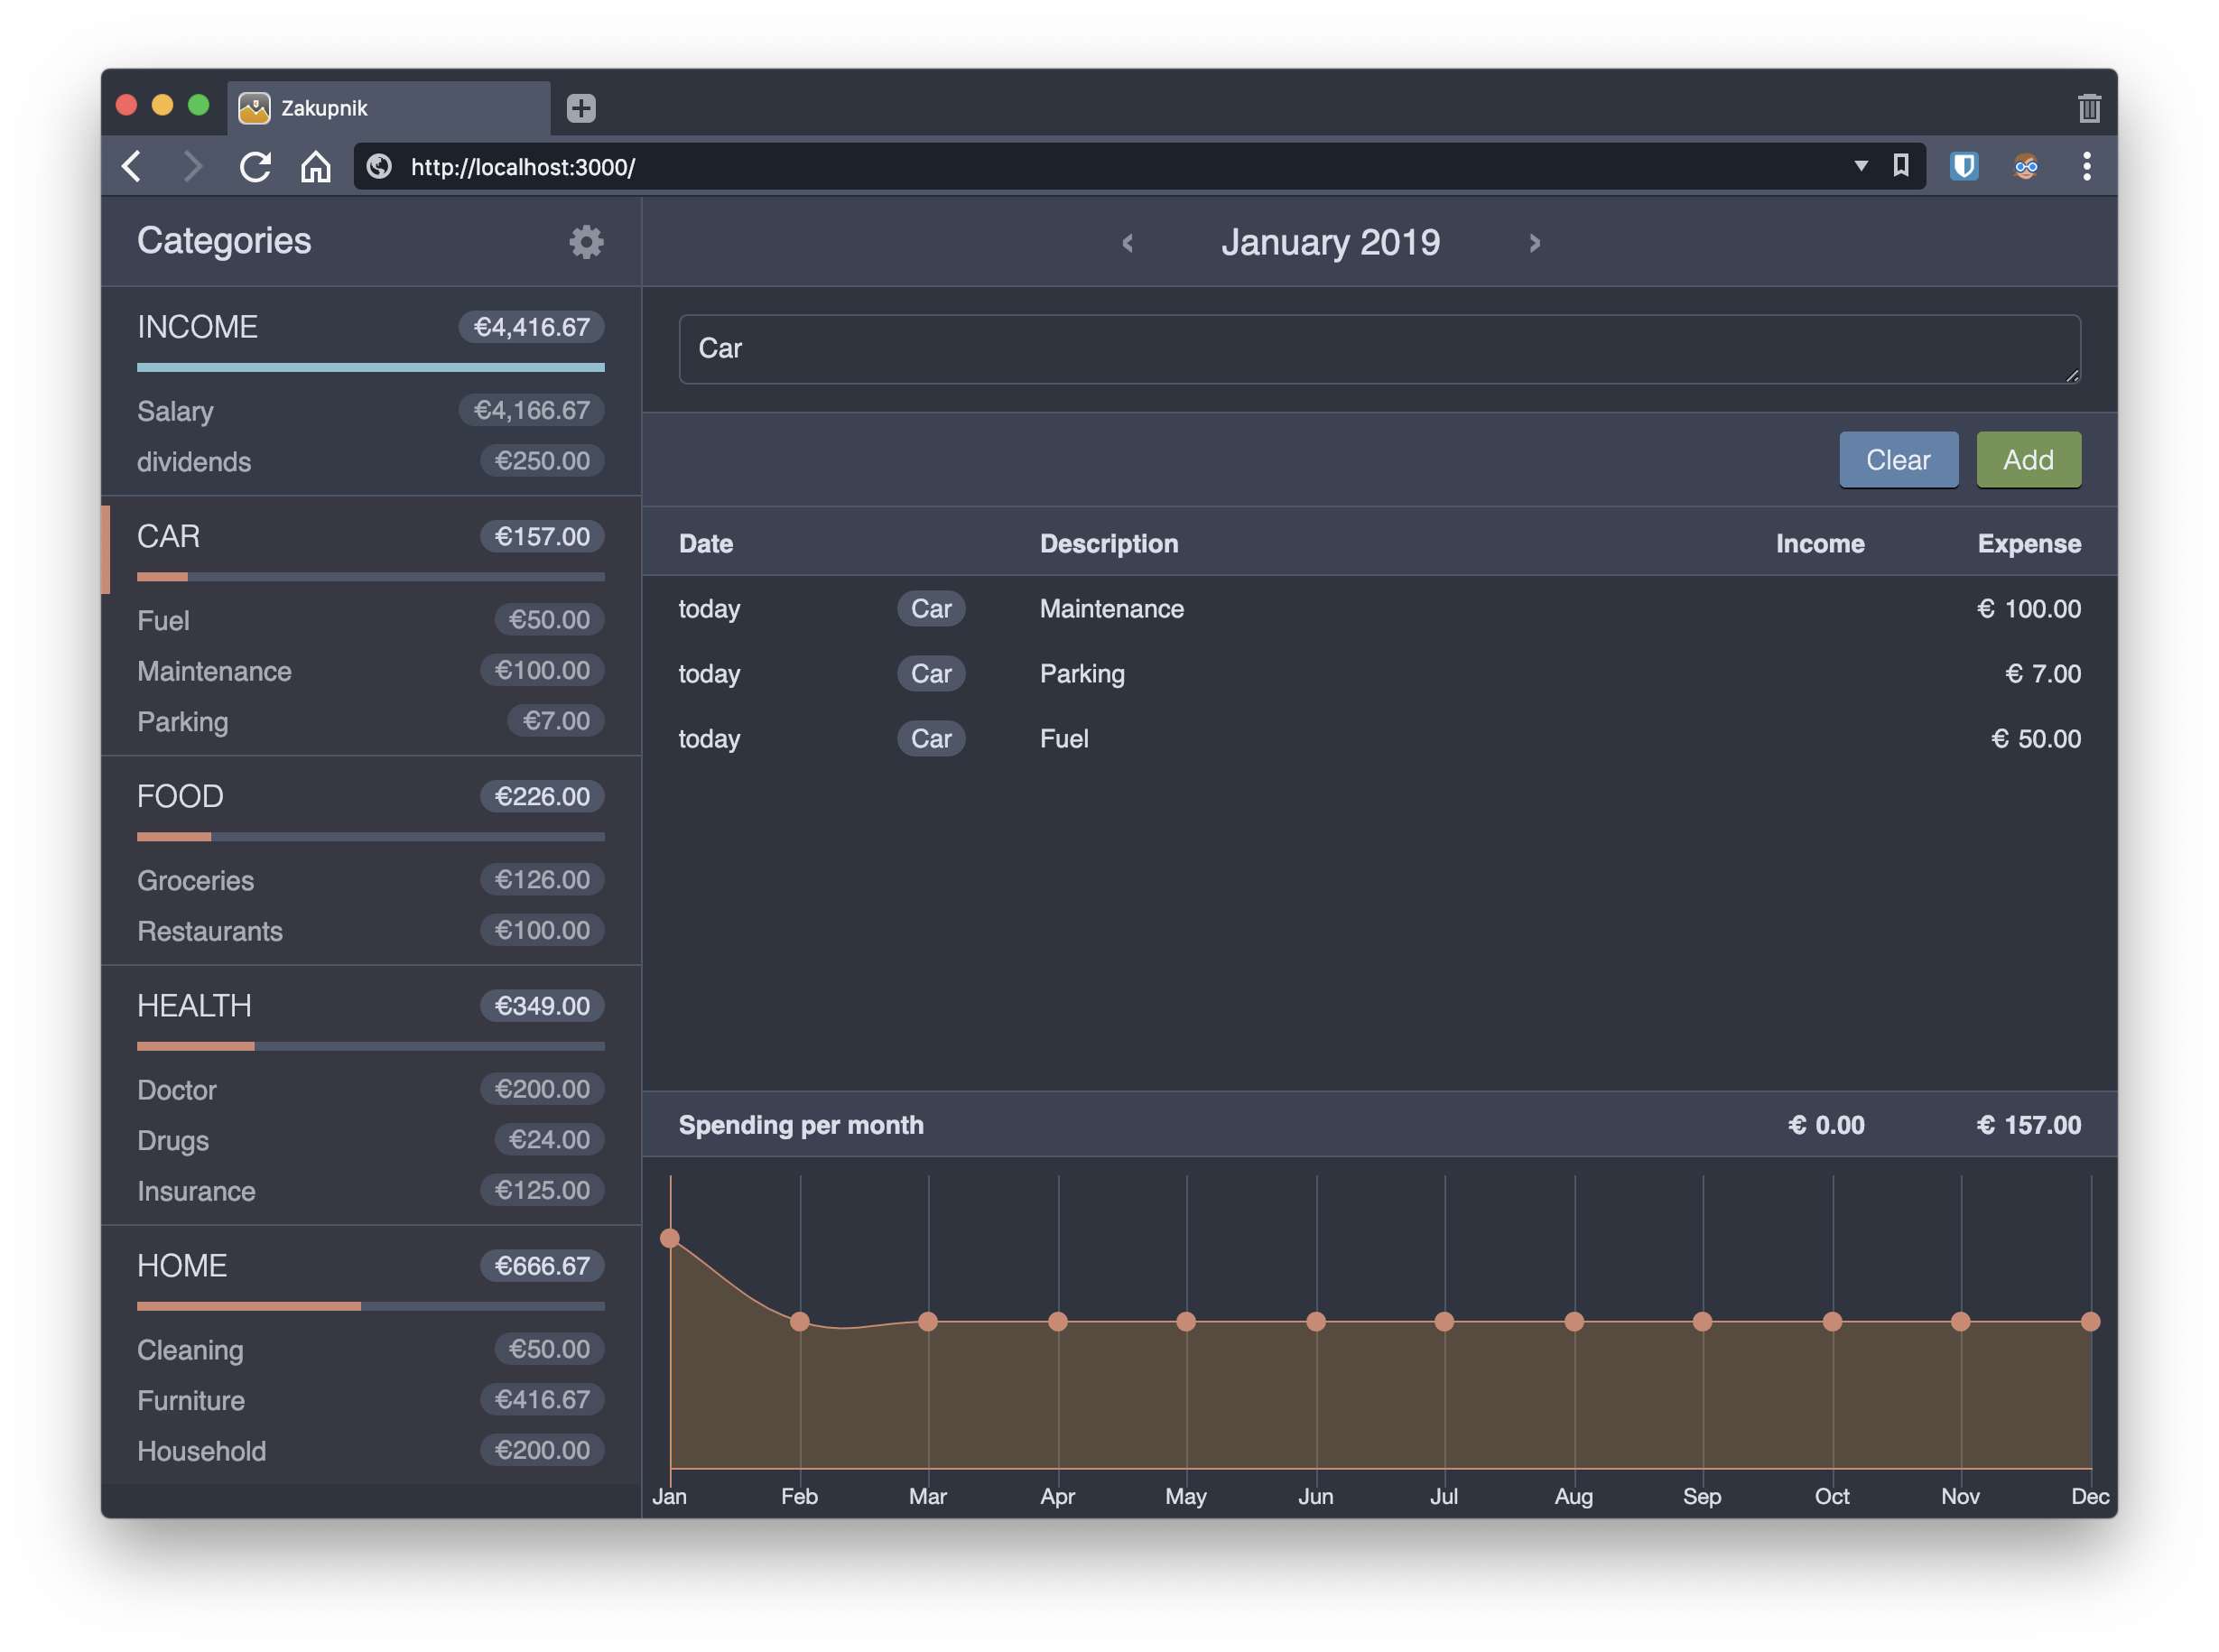 Zakupnik
http://localhost:3000/
Categories
INCOME €4,416.67
Salary €4,166.67
dividends €250.00
CAR €157.00
Fuel €50.00
Maintenance €100.00
Parking €7.00
FOOD €226.00
Groceries €126.00
Restaurants €100.00
HEALTH €349.00
Doctor €200.00
Drugs €24.00
Insurance €125.00
HOME €666.67
Cleaning €50.00
Furniture €416.67
Household €200.00
‹ January 2019 ›
Car
Clear Add
Date Description Income Expense
today Car Maintenance € 100.00
today Car Parking € 7.00
today Car Fuel € 50.00
Spending per month € 0.00 € 157.00
Jan Feb Mar Apr May Jun Jul Aug Sep Oct Nov Dec